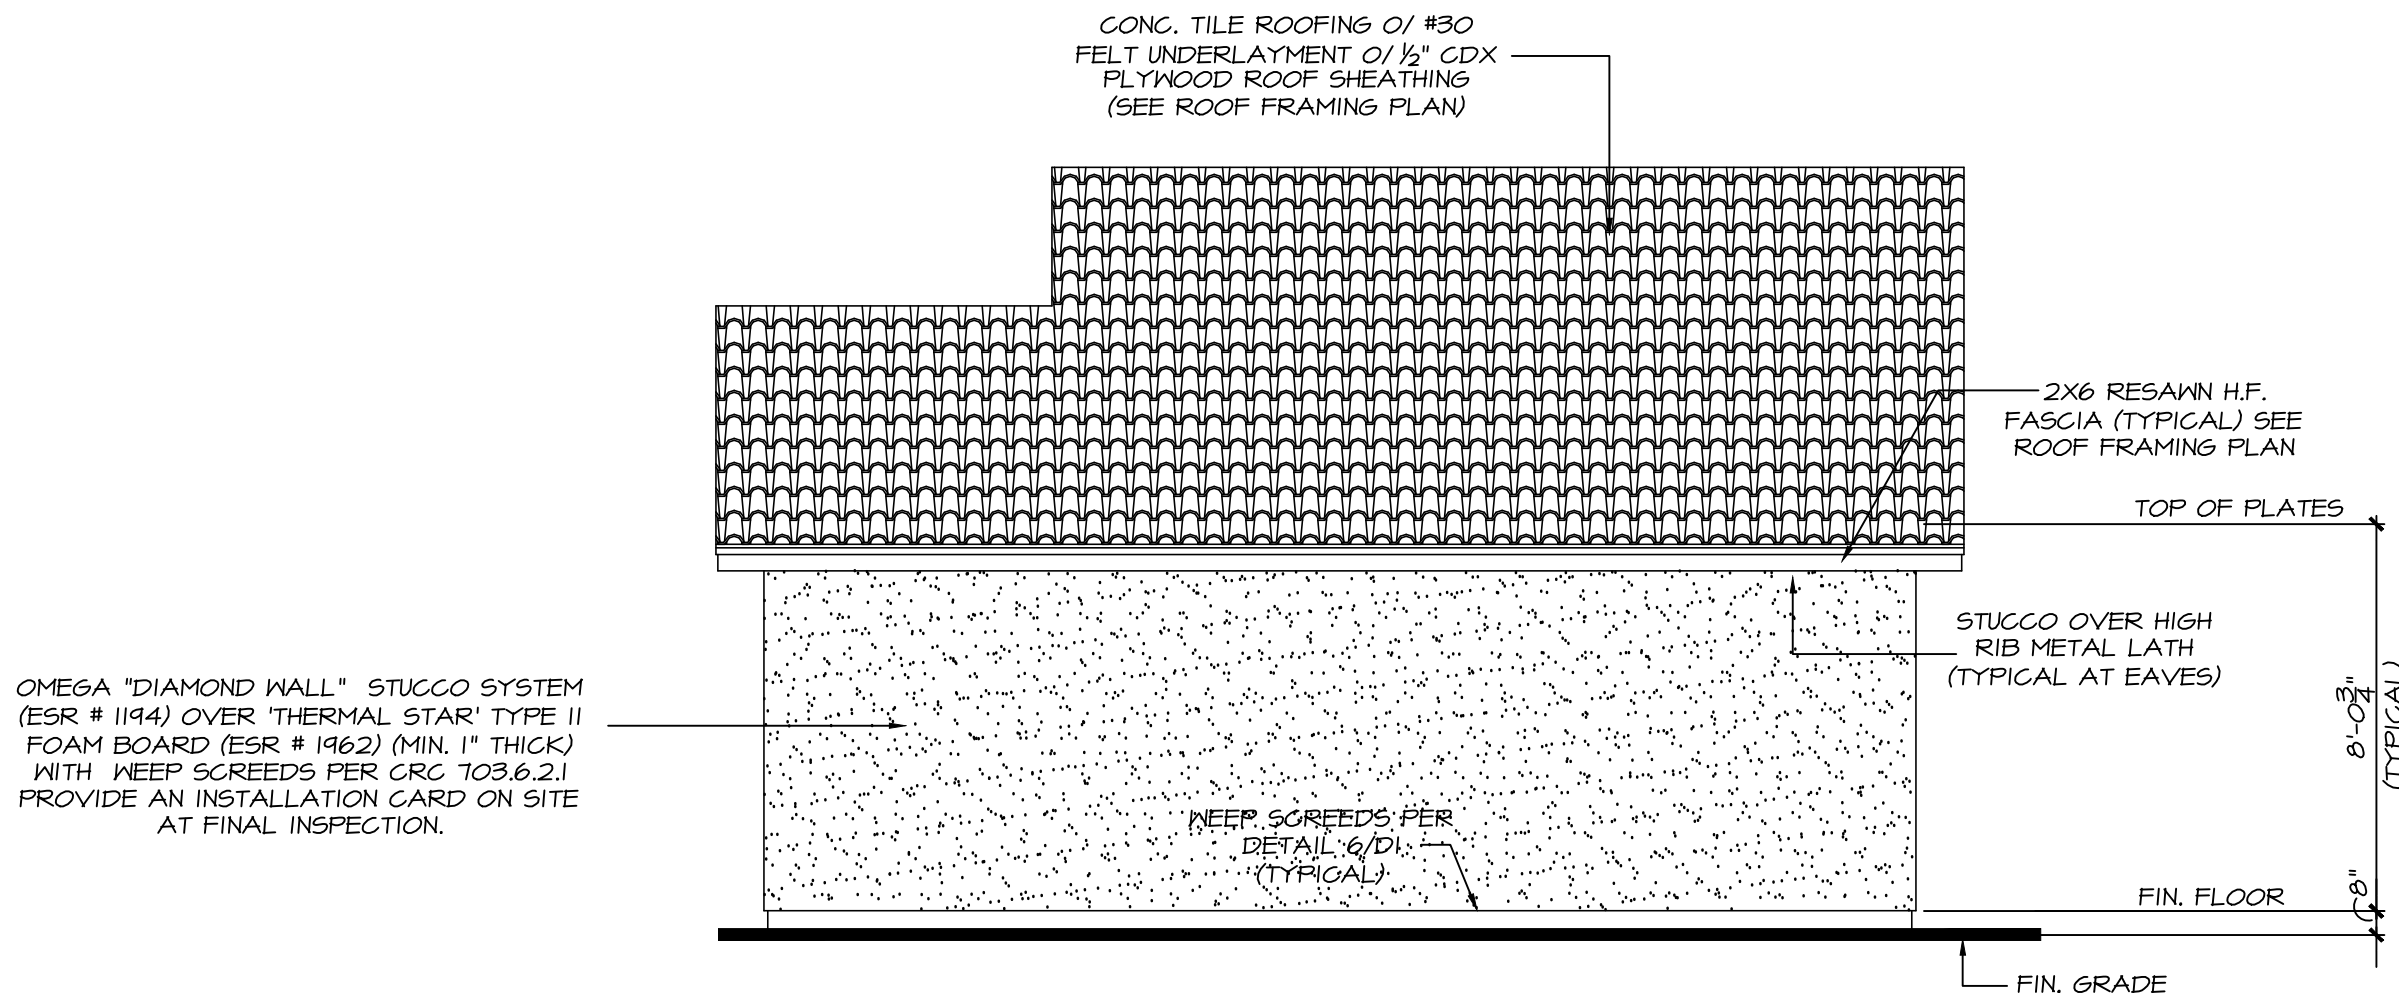 CONC. TILE ROOFING O/ #30
FELT UNDERLAYMENT O/ ½" CDX
PLYWOOD ROOF SHEATHING
(SEE ROOF FRAMING PLAN)
2X6 RESAWN H.F.
FASCIA (TYPICAL) SEE
ROOF FRAMING PLAN
TOP OF PLATES
STUCCO OVER HIGH
RIB METAL LATH
(TYPICAL AT EAVES)
OMEGA "DIAMOND WALL" STUCCO SYSTEM
(ESR # 1194) OVER 'THERMAL STAR' TYPE 11
FOAM BOARD (ESR # 1962) (MIN. 1" THICK)
WITH WEEP SCREEDS PER CRC 703.6.2.1
PROVIDE AN INSTALLATION CARD ON SITE
AT FINAL INSPECTION.
8'-0¾"
(TYPICAL)
WEEP SCREEDS PER
DETAIL 6/D1
(TYPICAL)
8"
FIN. FLOOR
FIN. GRADE